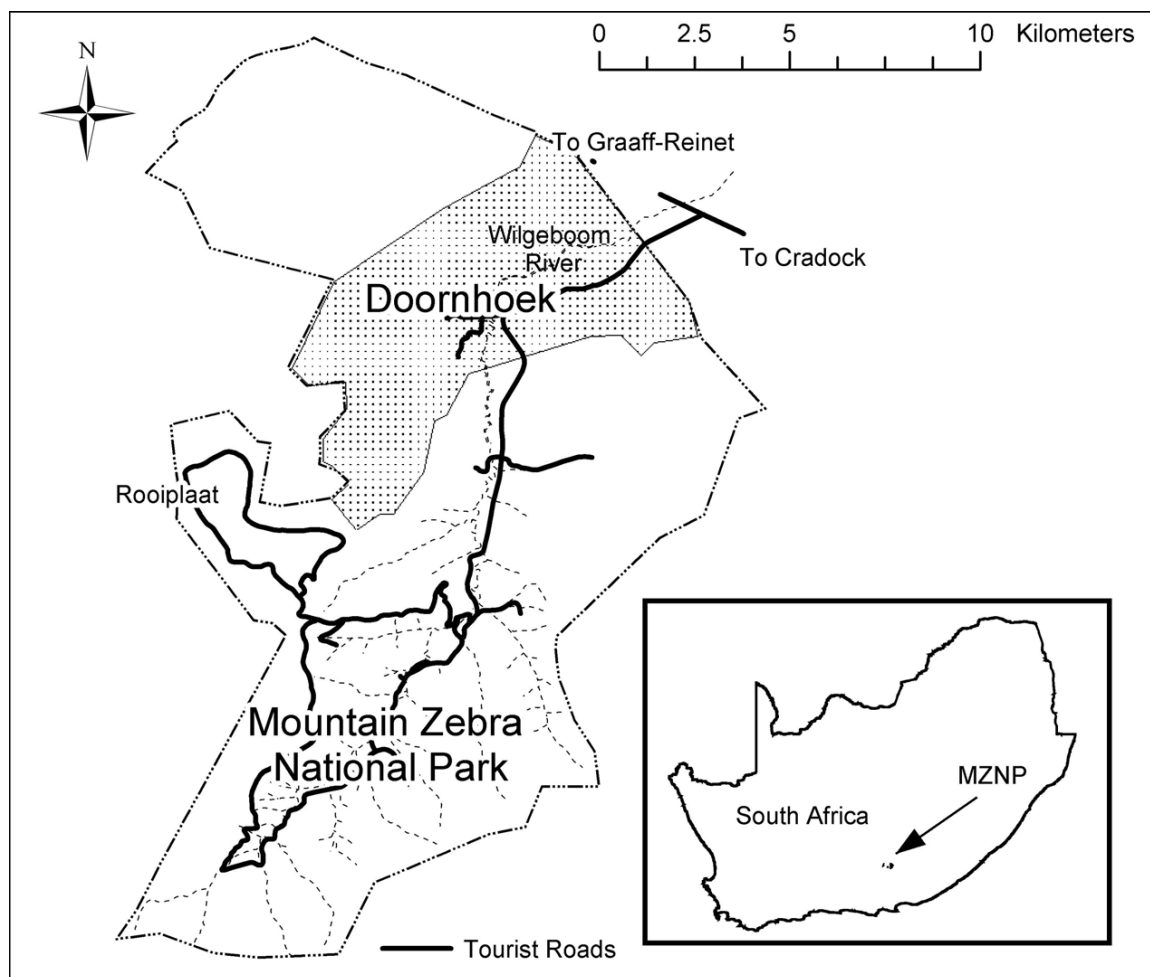 0 2.5 5 10 Kilometers
N
To Graaff-Reinet
Wilgeboom
River
To Cradock
Doornhoek
Rooiplaat
Mountain Zebra
National Park
MZNP
South Africa
Tourist Roads